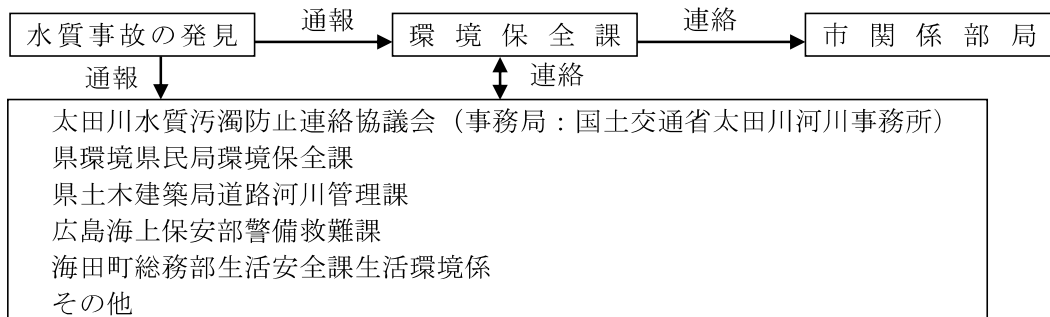 通報
連絡
水質事故の発見
環境保全課
市関係部局
通報
連絡
太田川水質汚濁防止連絡協議会（事務局：国土交通省太田川河川事務所）
県環境県民局環境保全課
県土木建築局道路河川管理課
広島海上保安部警備救難課
海田町総務部生活安全課生活環境係
その他